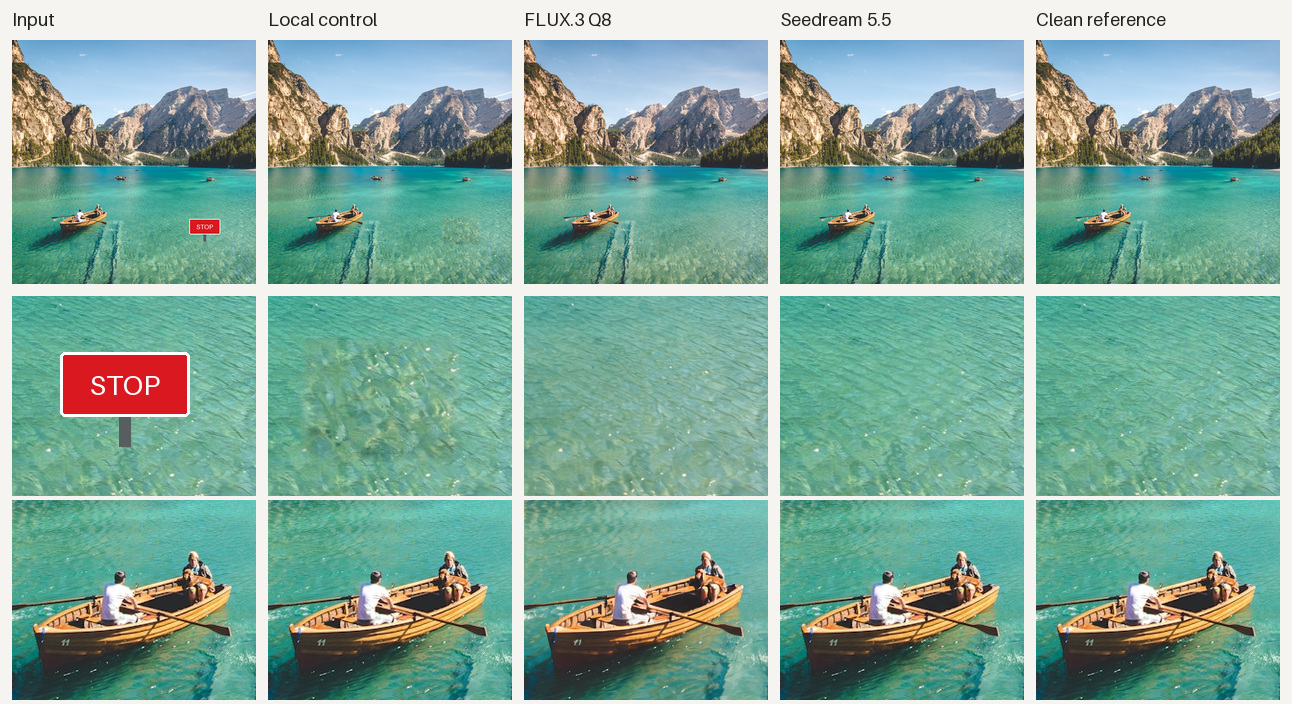 Input
Local control
FLUX.3 Q8
Seedream 5.5
Clean reference
STOP
STOP
11
11
11
11
11